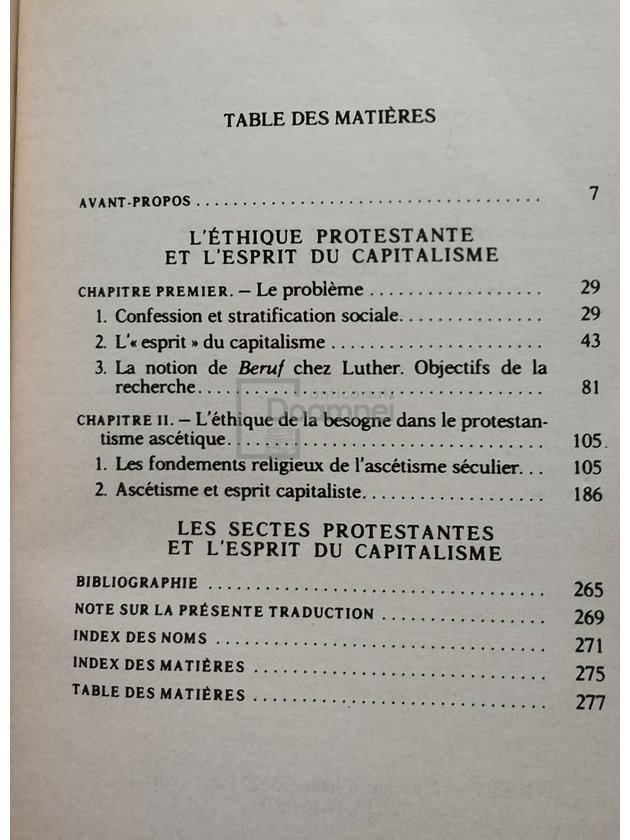 TABLE DES MATIÈRES
AVANT-PROPOS . . . . . . . . . . . . . . . . . . . . . . . . . . . . . . . . . . . . 7
L'ÉTHIQUE PROTESTANTE
ET L'ESPRIT DU CAPITALISME
CHAPITRE PREMIER. – Le problème . . . . . . . . . . . . . . . . . . 29
1. Confession et stratification sociale. . . . . . . . . . . . . . . 29
2. L'« esprit » du capitalisme . . . . . . . . . . . . . . . . . . . . . 43
3. La notion de Beruf chez Luther. Objectifs de la
recherche. . . . . . . . . . . . . . . . . . . . . . . . . . . . . . . . . . . . 81
CHAPITRE II. – L'éthique de la besogne dans le protestan-
tisme ascétique. . . . . . . . . . . . . . . . . . . . . . . . . . . . . . . . 105
1. Les fondements religieux de l'ascétisme séculier. . . 105
2. Ascétisme et esprit capitaliste. . . . . . . . . . . . . . . . . . . 186
LES SECTES PROTESTANTES
ET L'ESPRIT DU CAPITALISME
BIBLIOGRAPHIE . . . . . . . . . . . . . . . . . . . . . . . . . . . . . . . . . . . 265
NOTE SUR LA PRÉSENTE TRADUCTION . . . . . . . . . . . . . . . . . 269
INDEX DES NOMS . . . . . . . . . . . . . . . . . . . . . . . . . . . . . . . . . . 271
INDEX DES MATIÈRES . . . . . . . . . . . . . . . . . . . . . . . . . . . . . . 275
TABLE DES MATIÈRES . . . . . . . . . . . . . . . . . . . . . . . . . . . . . . 277